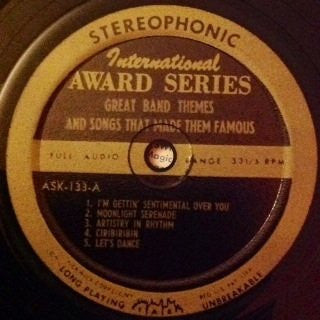 STEREOPHONIC
International
AWARD SERIES
GREAT BAND THEMES
AND SONGS THAT MADE THEM FAMOUS
FULL AUDIO Magic RANGE 33 1/3 RPM
ASK-133-A
1. I'M GETTIN' SENTIMENTAL OVER YOU
2. MOONLIGHT SERENADE
3. ARTISTRY IN RHYTHM
4. CIRIBIRIBIN
5. LET'S DANCE
LONG PLAYING
UNBREAKABLE